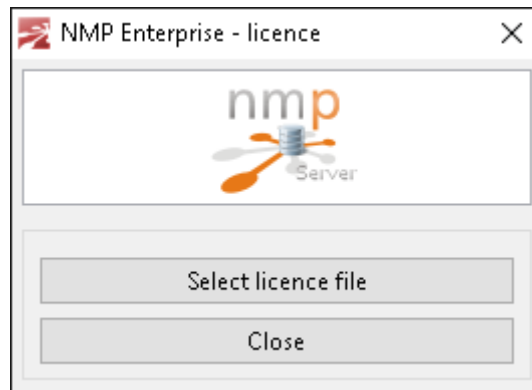 NMP Enterprise - licence
nmp
Server
Select licence file
Close